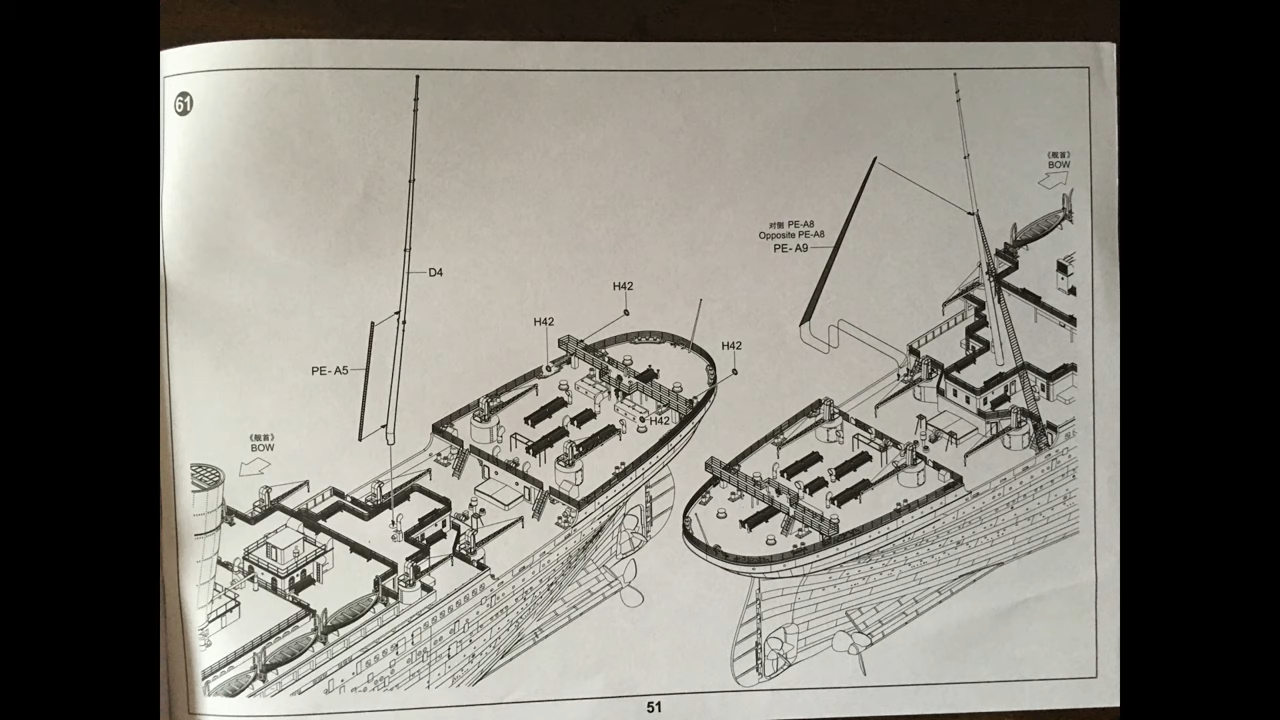 61
D4
PE-A5
H42
H42
H42
H42
《舰首》
BOW
对侧 PE-A8
Opposite PE-A8
PE-A9
《舰首》
BOW
51